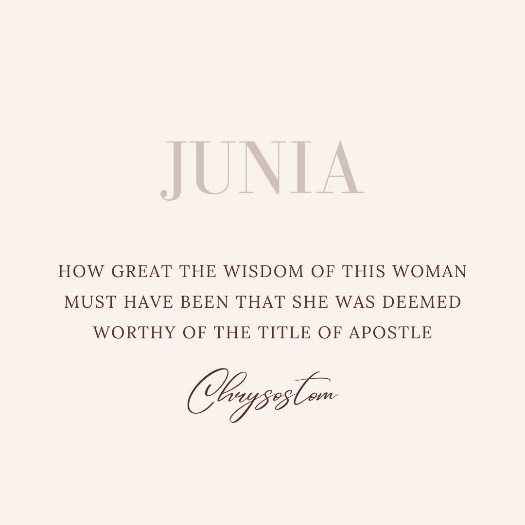 JUNIA
HOW GREAT THE WISDOM OF THIS WOMAN
MUST HAVE BEEN THAT SHE WAS DEEMED
WORTHY OF THE TITLE OF APOSTLE
Chrysostom